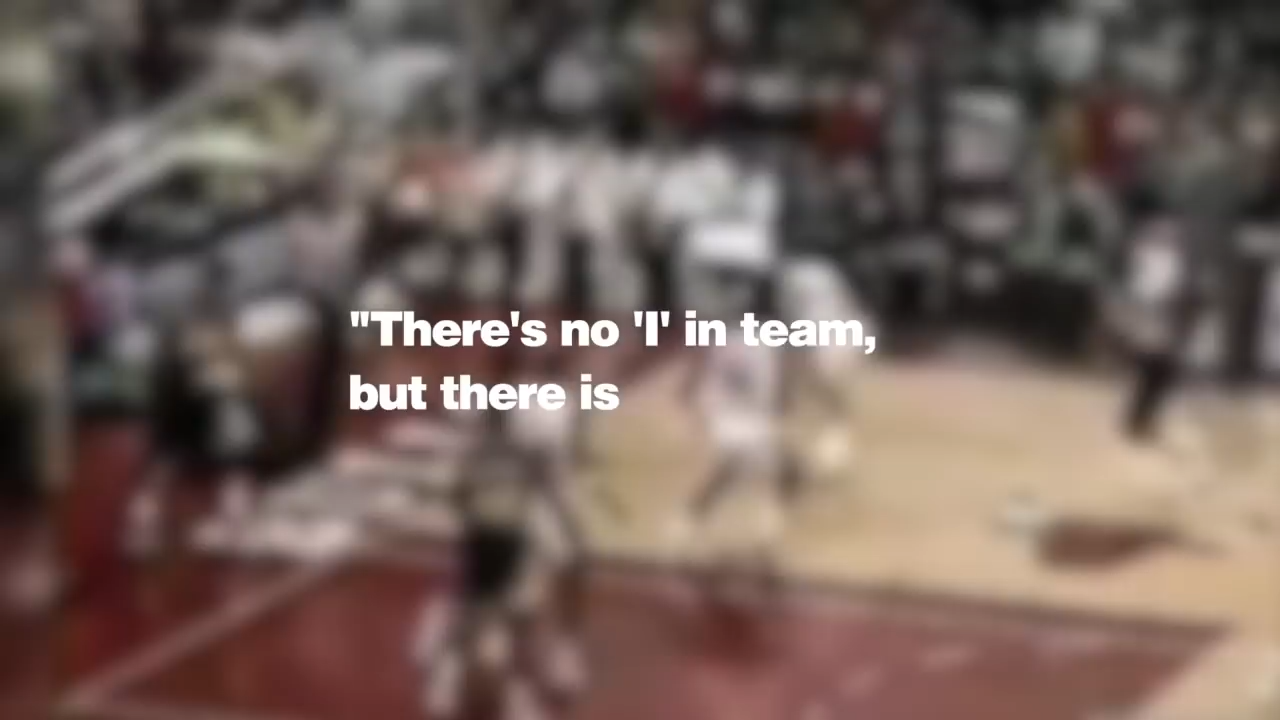 "There's no 'I' in team,
but there is